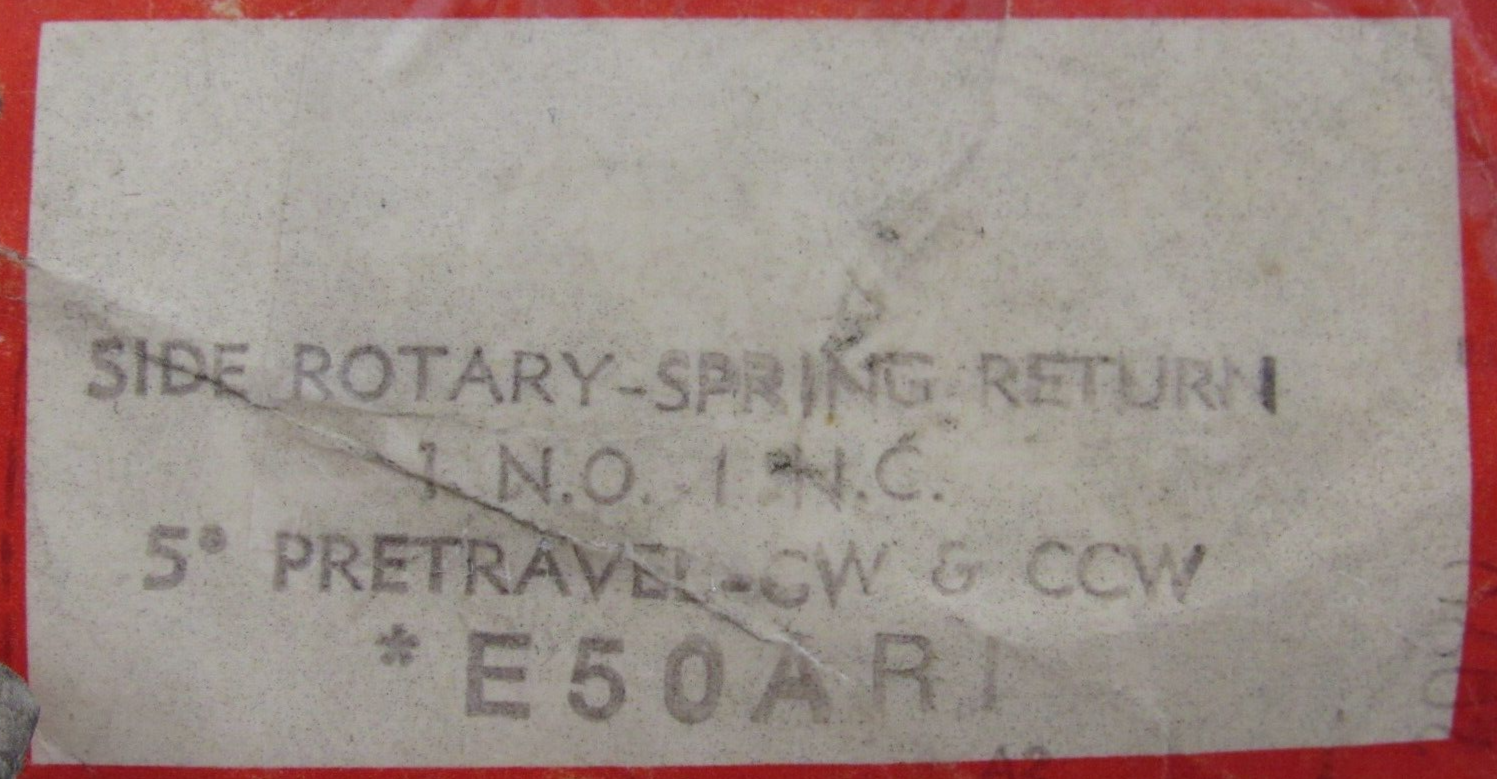 SIDE ROTARY-SPRING RETURN
1 N.O. 1 N.C.
5° PRETRAVEL-CW & CCW
*E50AR1